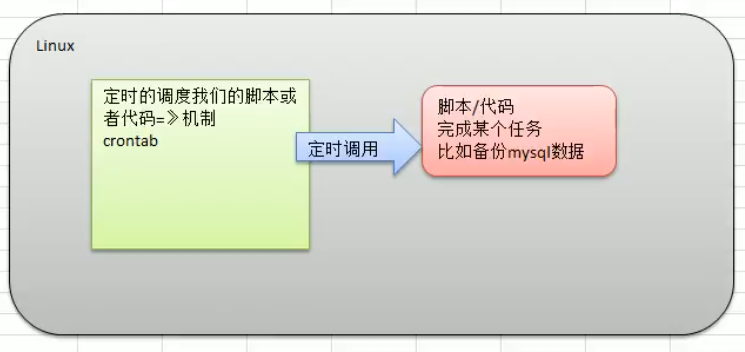 Linux
定时的调度我们的脚本或
者代码=》机制
crontab
定时调用
脚本/代码
完成某个任务
比如备份mysql数据